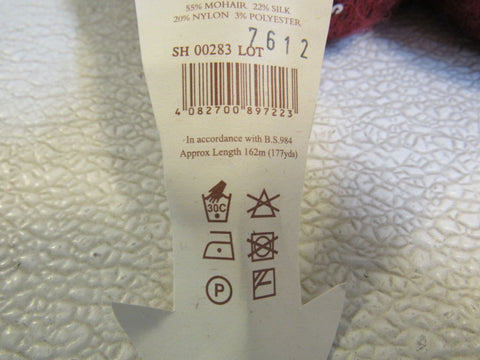 55% MOHAIR 22% SILK
20% NYLON 3% POLYESTER
SH 00283 LOT 7612
4 082700 897223
In accordance with B.S.984
Approx Length 162m (177yds)
30C
P